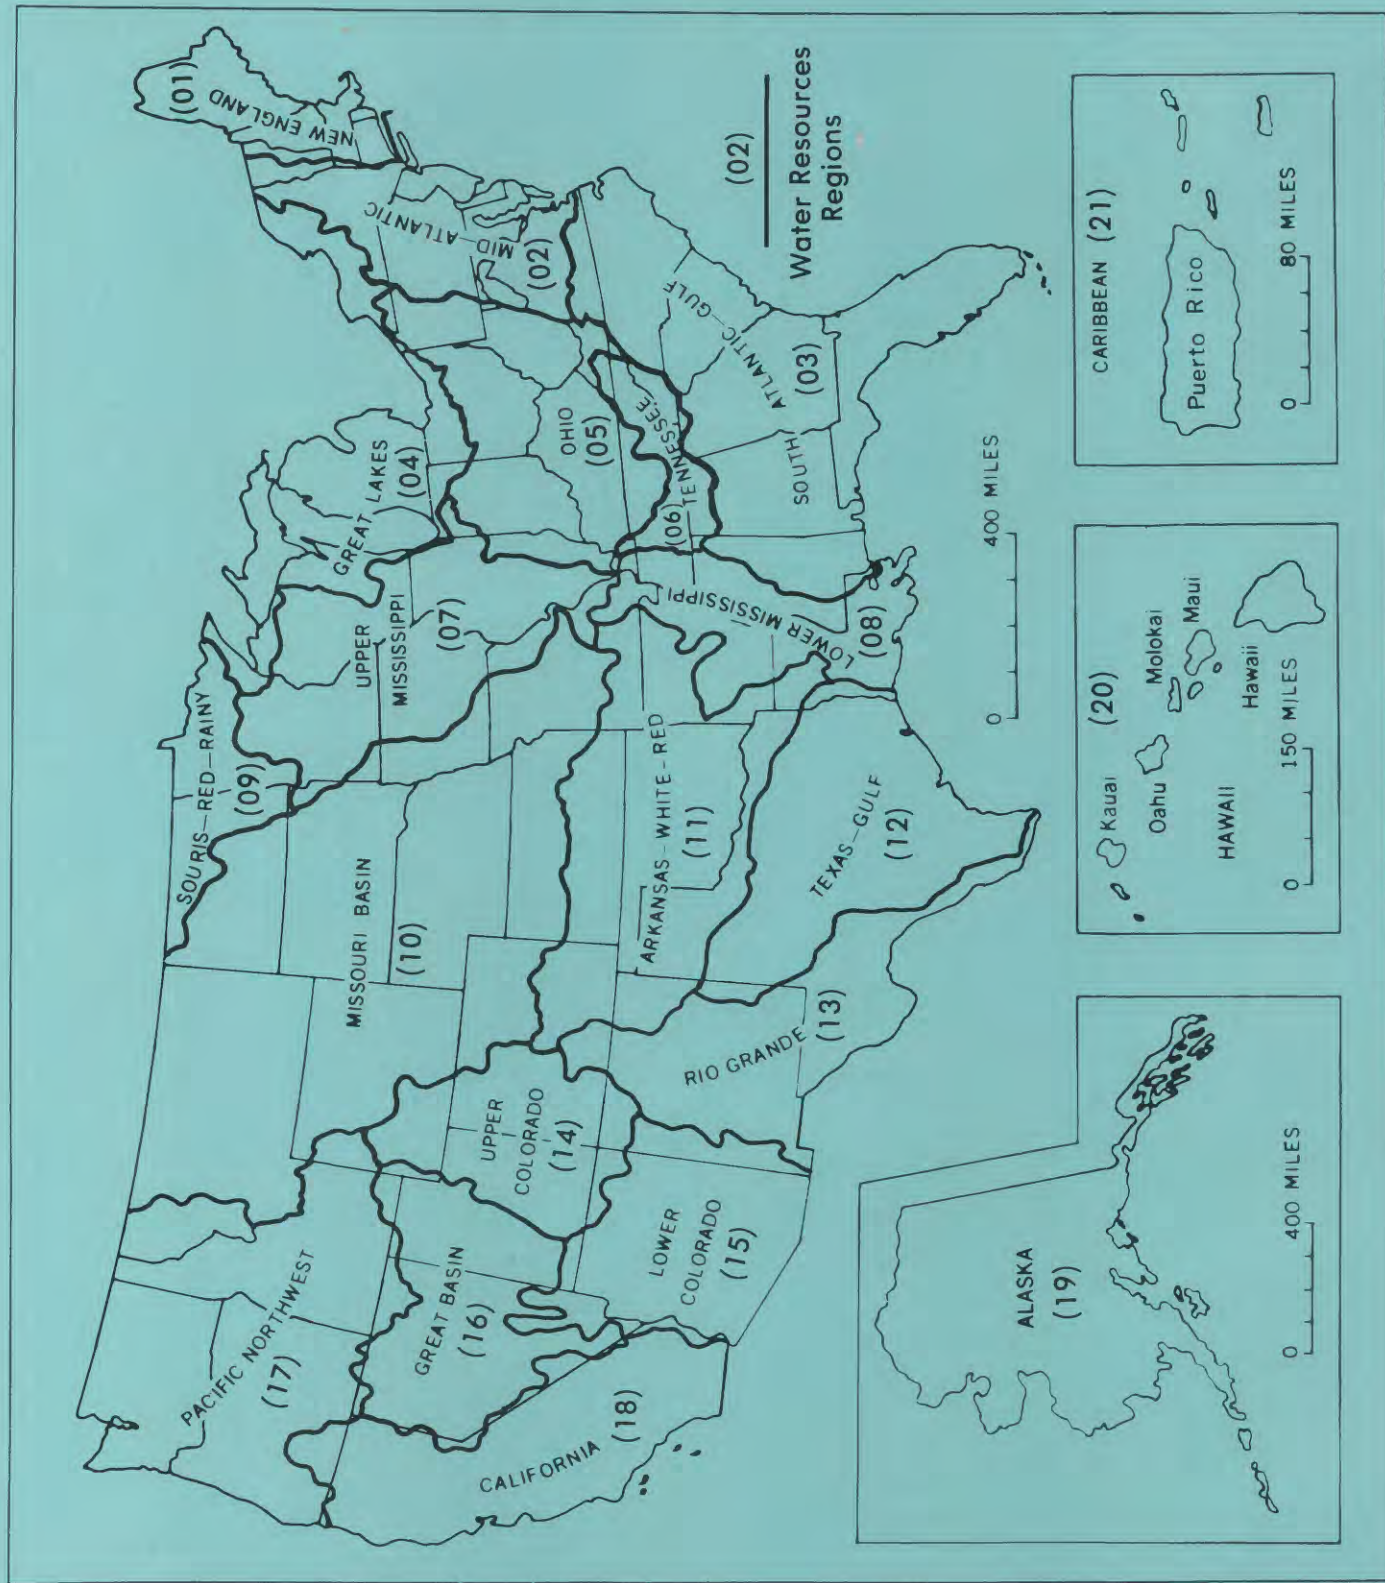 NEW ENGLAND
(01)
MID-ATLANTIC
(02)
SOUTH ATLANTIC-GULF
(03)
GREAT LAKES
(04)
OHIO
(05)
(06)
TENNESSEE
UPPER
MISSISSIPPI
(07)
LOWER MISSISSIPPI
(08)
SOURIS-RED-RAINY
(09)
MISSOURI BASIN
(10)
ARKANSAS-WHITE-RED
(11)
TEXAS-GULF
(12)
RIO GRANDE
(13)
UPPER
COLORADO
(14)
LOWER
COLORADO
(15)
GREAT BASIN
(16)
PACIFIC NORTHWEST
(17)
CALIFORNIA
(18)
(02)
Water Resources
Regions
0 400 MILES
ALASKA
(19)
0 400 MILES
(20)
Kauai
Oahu
Molokai
Maui
Hawaii
HAWAII
0 150 MILES
CARIBBEAN (21)
Puerto Rico
0 80 MILES